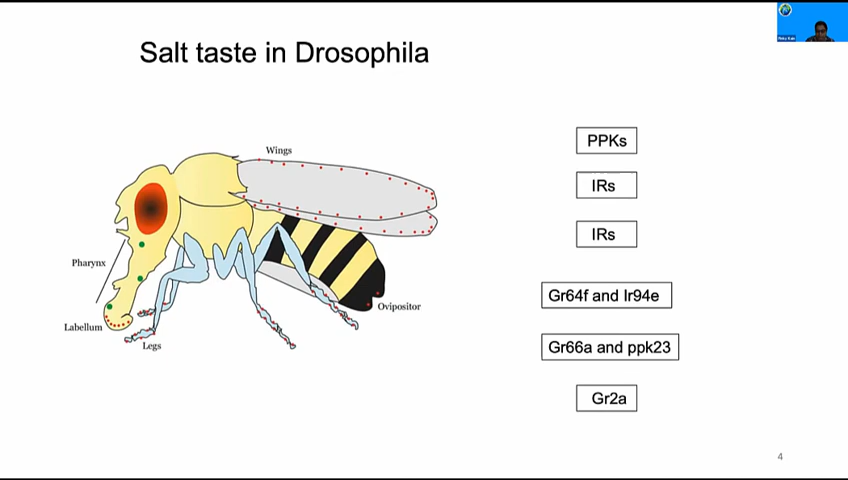 Salt taste in Drosophila
Wings
Pharynx
Labellum
Legs
Ovipositor
PPKs
IRs
IRs
Gr64f and Ir94e
Gr66a and ppk23
Gr2a
4